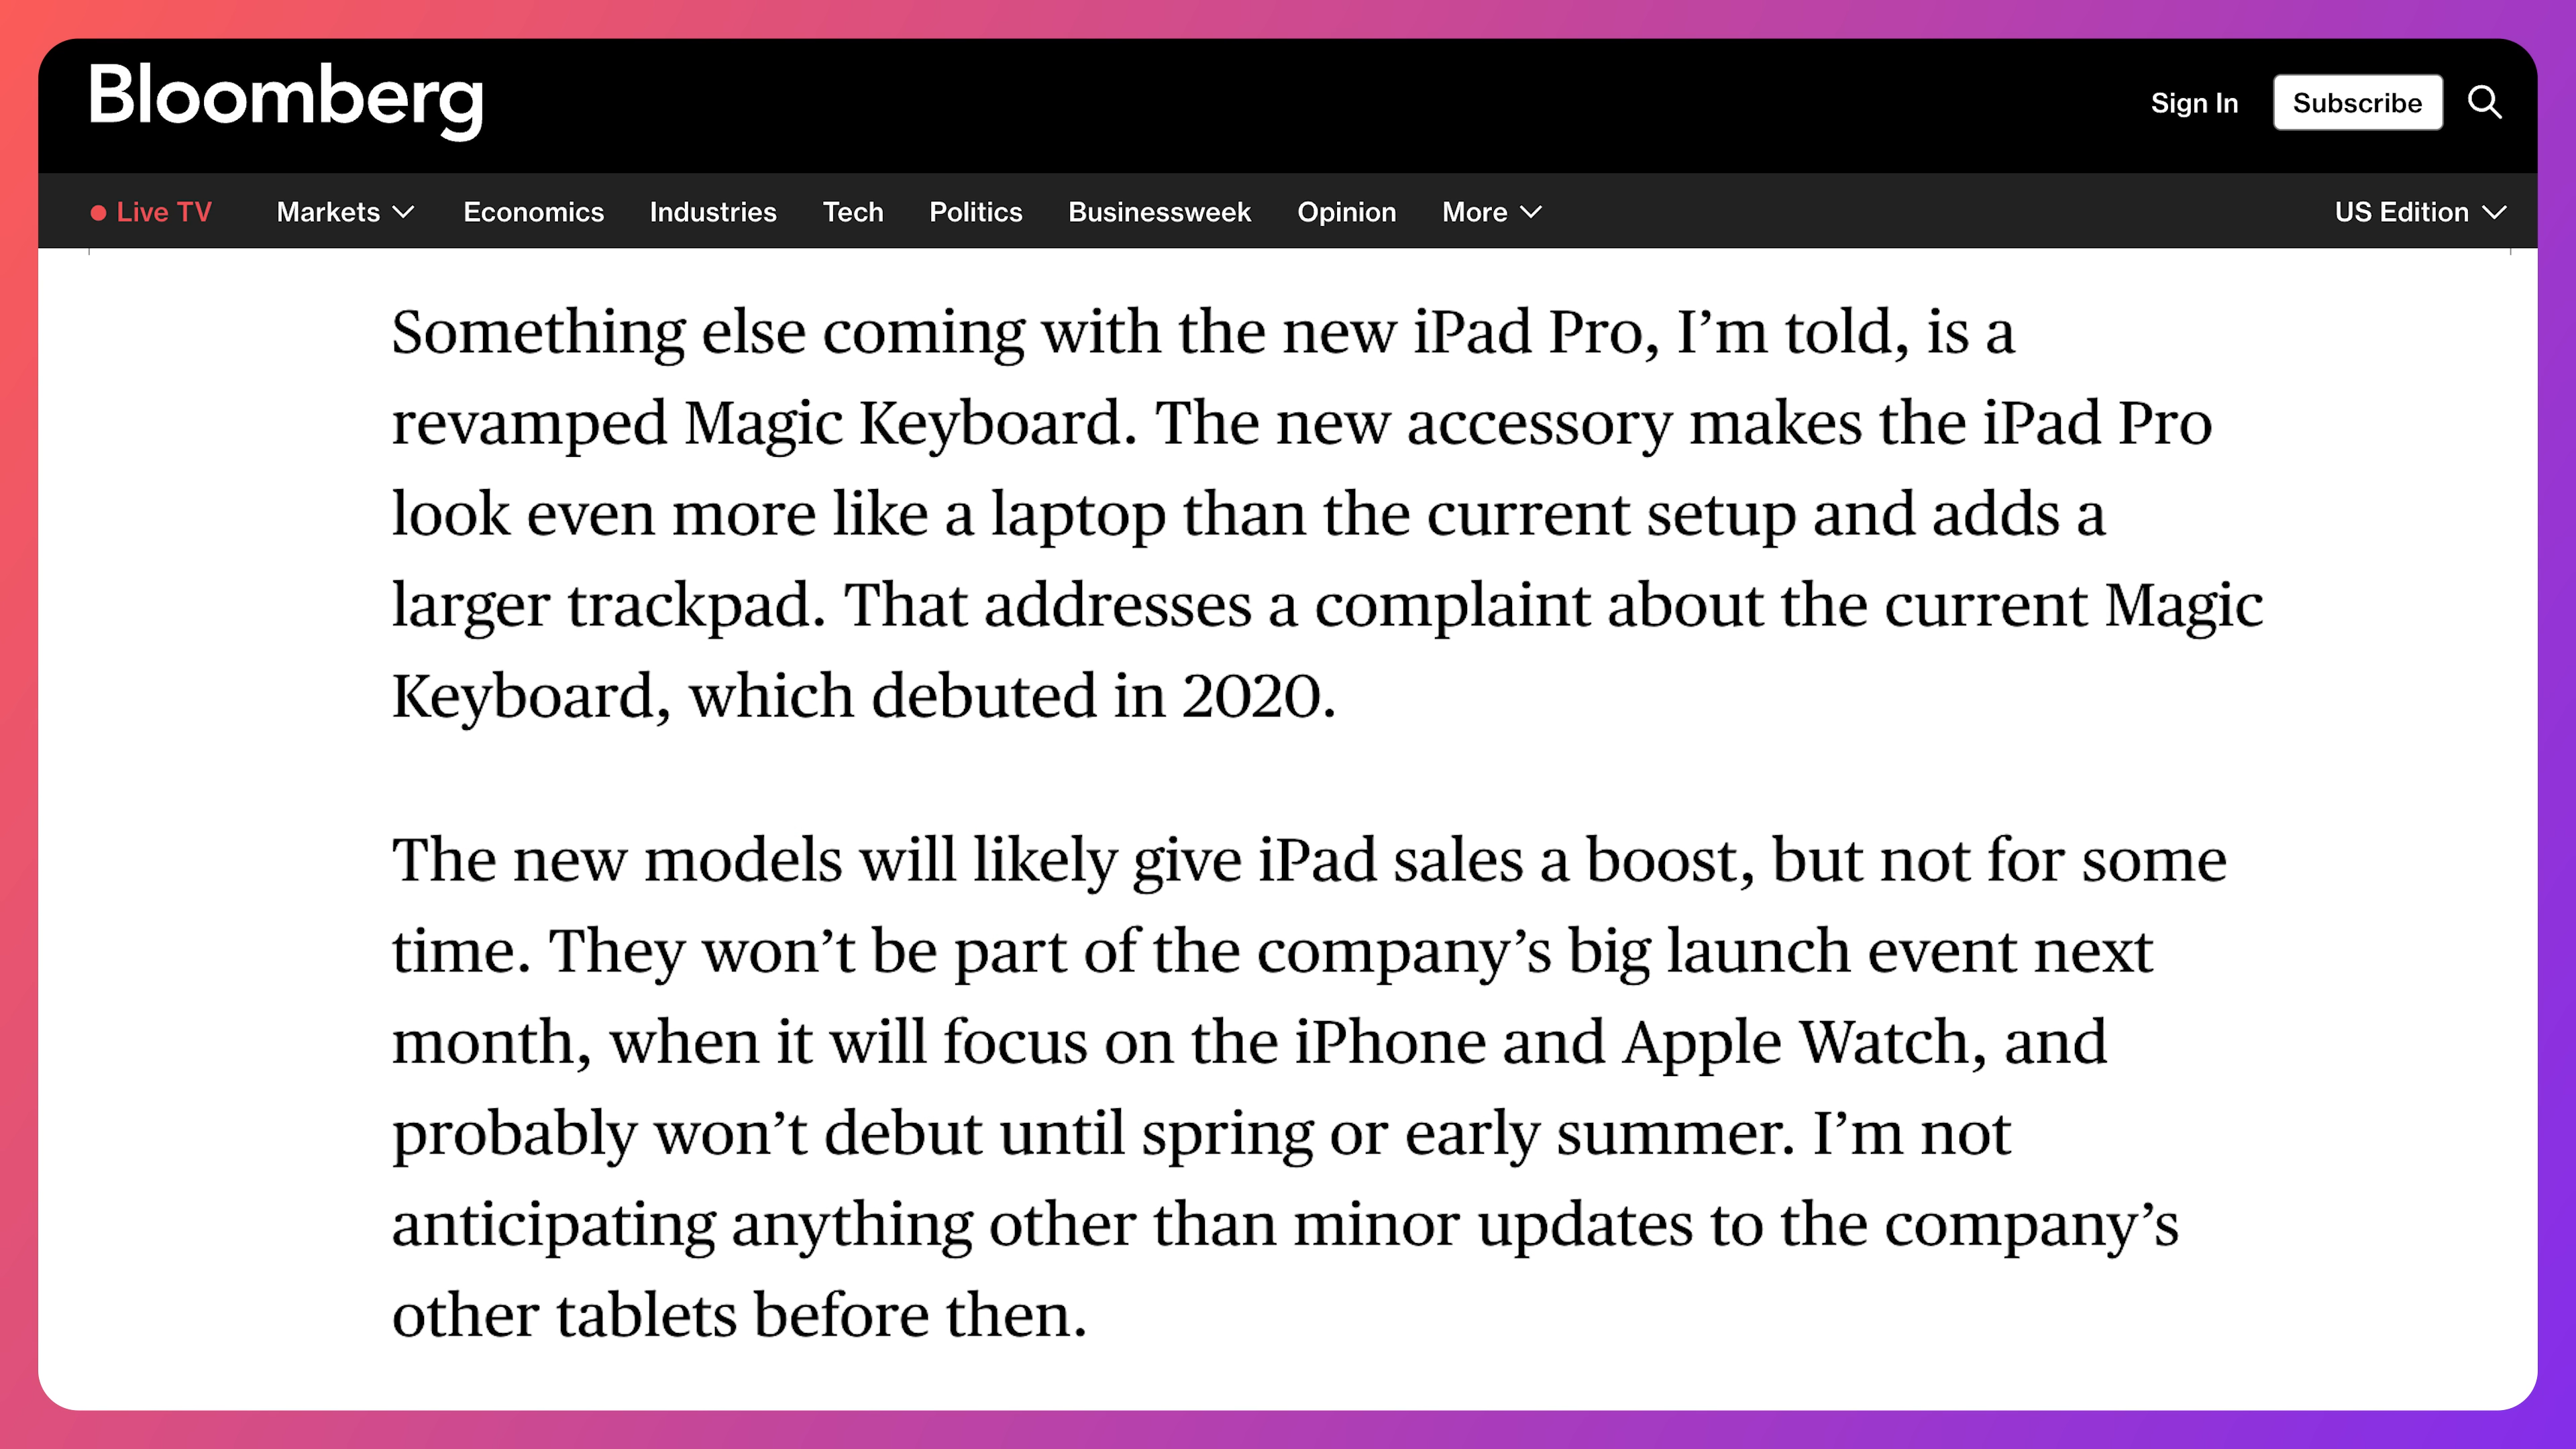 Bloomberg
Sign In
Subscribe
Live TV
Markets
Economics
Industries
Tech
Politics
Businessweek
Opinion
More
US Edition
Something else coming with the new iPad Pro, I’m told, is a
revamped Magic Keyboard. The new accessory makes the iPad Pro
look even more like a laptop than the current setup and adds a
larger trackpad. That addresses a complaint about the current Magic
Keyboard, which debuted in 2020.
The new models will likely give iPad sales a boost, but not for some
time. They won’t be part of the company’s big launch event next
month, when it will focus on the iPhone and Apple Watch, and
probably won’t debut until spring or early summer. I’m not
anticipating anything other than minor updates to the company’s
other tablets before then.